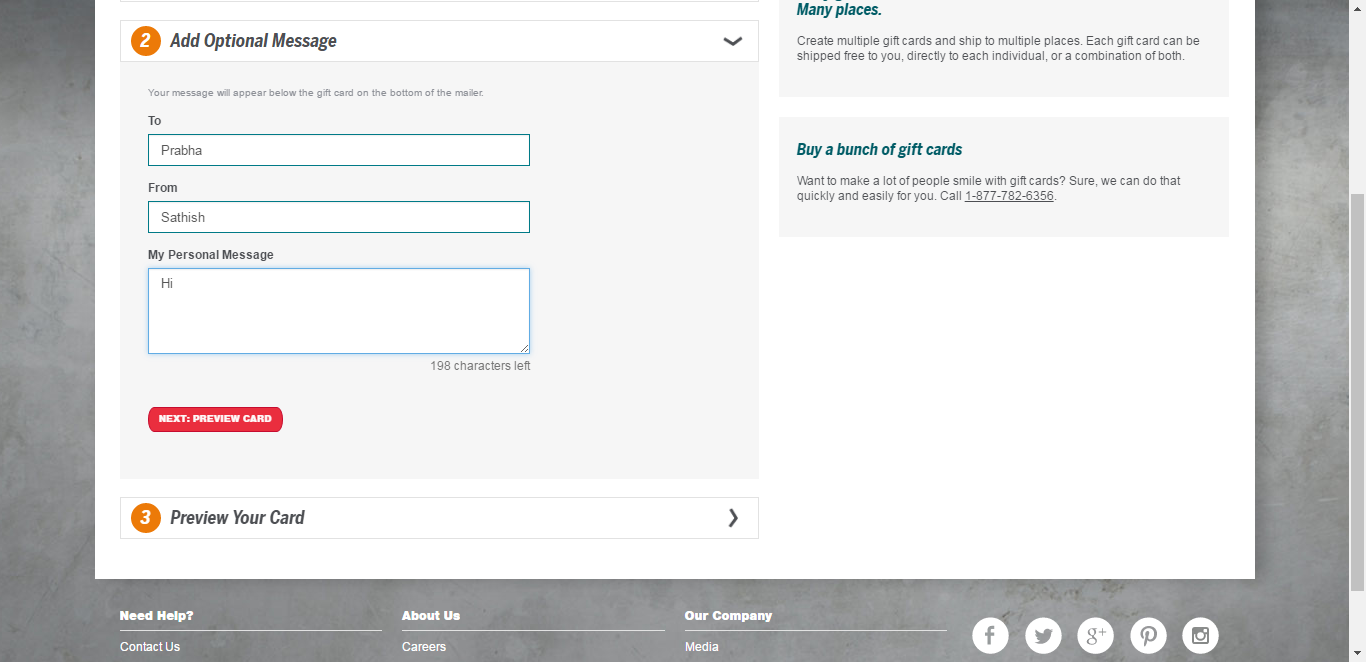 2 Add Optional Message
Your message will appear below the gift card on the bottom of the mailer.
To
Prabha
From
Sathish
My Personal Message
Hi
198 characters left
NEXT: PREVIEW CARD
3 Preview Your Card
Many places.
Create multiple gift cards and ship to multiple places. Each gift card can be
shipped free to you, directly to each individual, or a combination of both.
Buy a bunch of gift cards
Want to make a lot of people smile with gift cards? Sure, we can do that
quickly and easily for you. Call 1-877-782-6356.
Need Help?
Contact Us
About Us
Careers
Our Company
Media